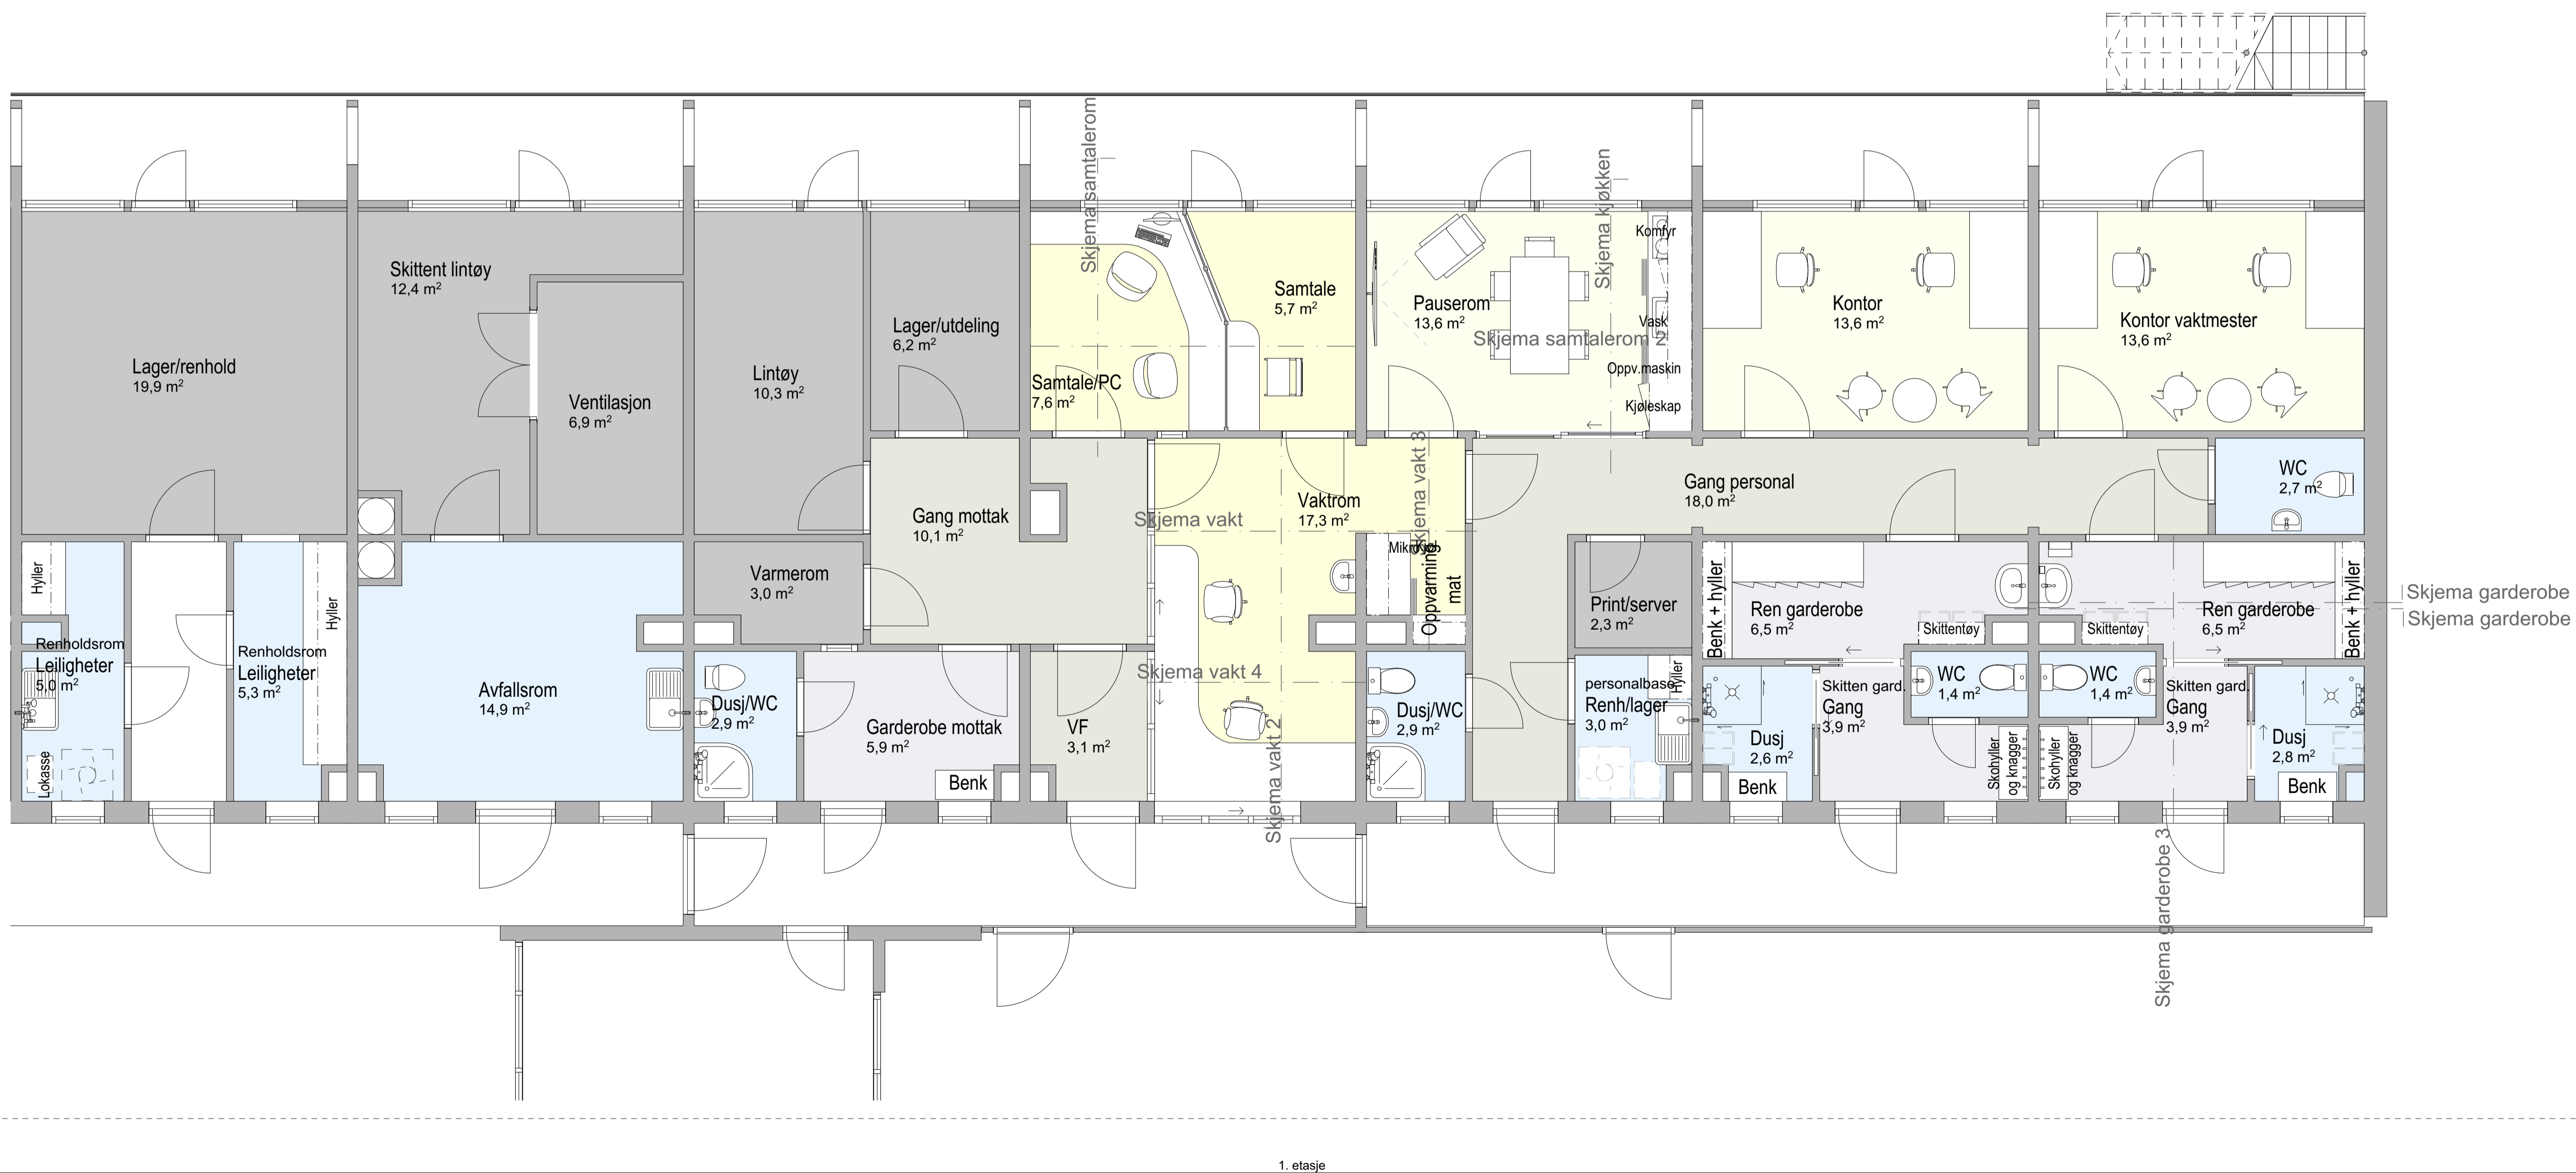 Skjema samtalerom
Skjema kjøkken
Lager/renhold
19,9 m²
Skittent lintøy
12,4 m²
Ventilasjon
6,9 m²
Lintøy
10,3 m²
Lager/utdeling
6,2 m²
Samtale/PC
7,6 m²
Samtale
5,7 m²
Pauserom
13,6 m²
Skjema samtalerom 2
Komfyr
Vask
Oppv.maskin
Kjøleskap
Kontor
13,6 m²
Kontor vaktmester
13,6 m²
Gang mottak
10,1 m²
Skjema vakt
Vaktrom
17,3 m²
Skjema vakt 3
Gang personal
18,0 m²
WC
2,7 m²
Hyller
Renholdsrom
Leiligheter
5,0 m²
Lokasse
Renholdsrom
Leiligheter
5,3 m²
Hyller
Avfallsrom
14,9 m²
Varmerom
3,0 m²
Dusj/WC
2,9 m²
Garderobe mottak
5,9 m²
Benk
VF
3,1 m²
Skjema vakt 4
Skjema vakt 2
Oppvarming
mat
Dusj/WC
2,9 m²
Print/server
2,3 m²
personalbase
Renh/lager
3,0 m²
Hyller
Benk + hyller
Ren garderobe
6,5 m²
Skittentøy
Skittentøy
Ren garderobe
6,5 m²
Benk + hyller
Skjema garderobe
Skjema garderobe
Dusj
2,6 m²
Benk
Skitten gard.
Gang
3,9 m²
WC
1,4 m²
Skohyller
og knagger
Skohyller
og knagger
WC
1,4 m²
Skitten gard.
Gang
3,9 m²
Dusj
2,8 m²
Benk
Skjema garderobe 3
1. etasje